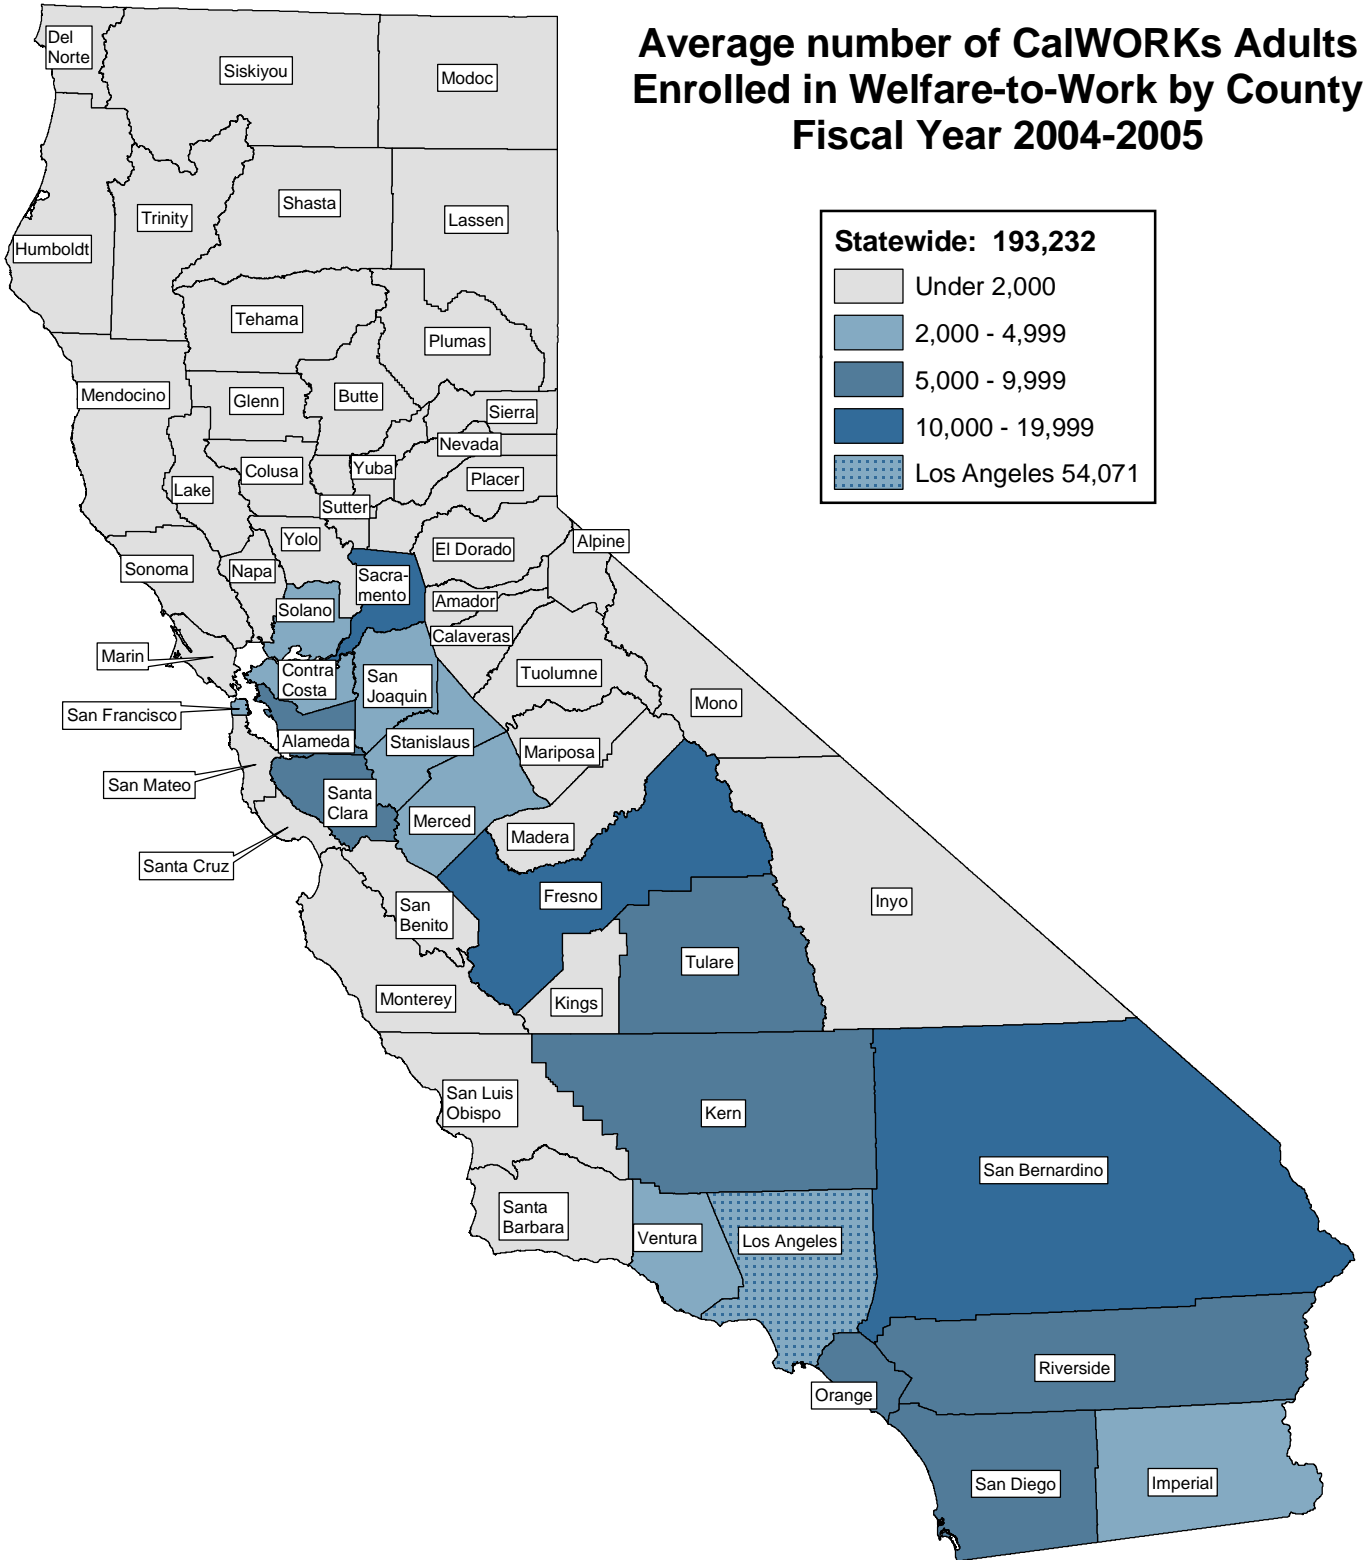 Average number of CalWORKs Adults
Enrolled in Welfare-to-Work by County
Fiscal Year 2004-2005
Statewide: 193,232
Under 2,000
2,000 - 4,999
5,000 - 9,999
10,000 - 19,999
Los Angeles 54,071
Del
Norte
Siskiyou
Modoc
Humboldt
Trinity
Shasta
Lassen
Tehama
Plumas
Mendocino
Glenn
Butte
Sierra
Nevada
Colusa
Yuba
Placer
Lake
Sutter
Yolo
El Dorado
Alpine
Sonoma
Napa
Sacra-
mento
Solano
Amador
Calaveras
Marin
Contra
Costa
San
Joaquin
Tuolumne
Mono
San Francisco
Alameda
Stanislaus
Mariposa
San Mateo
Santa
Clara
Merced
Madera
Santa Cruz
Fresno
Inyo
San
Benito
Tulare
Monterey
Kings
San Luis
Obispo
Kern
San Bernardino
Santa
Barbara
Ventura
Los Angeles
Riverside
Orange
San Diego
Imperial